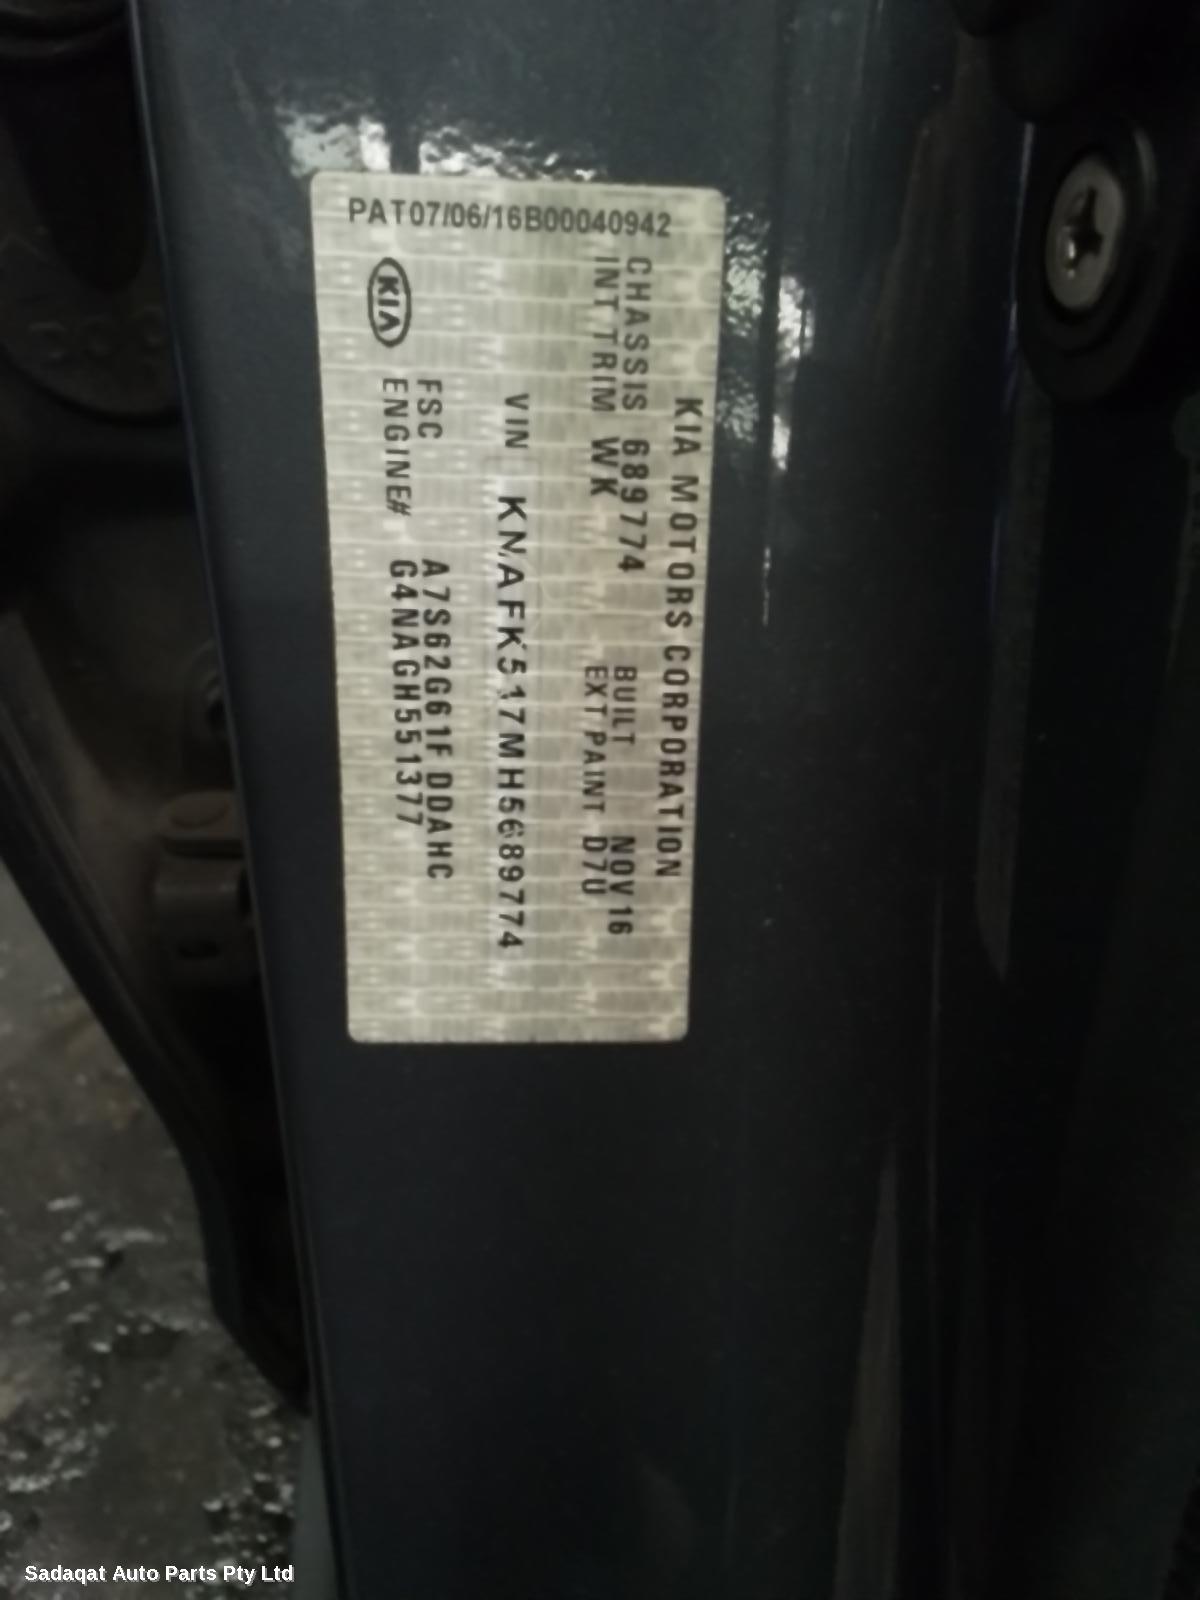 PAT07/06/16B00040942
KIA MOTORS CORPORATION
CHASSIS 689774 BUILT NOV 16
INT TRIM WK EXT/PAINT D7U
VIN KNAFK517MH5689774
FSC A7S62G61F DDAHC
ENGINE# G4NAGH551377
KIA
Sadaqat Auto Parts Pty Ltd